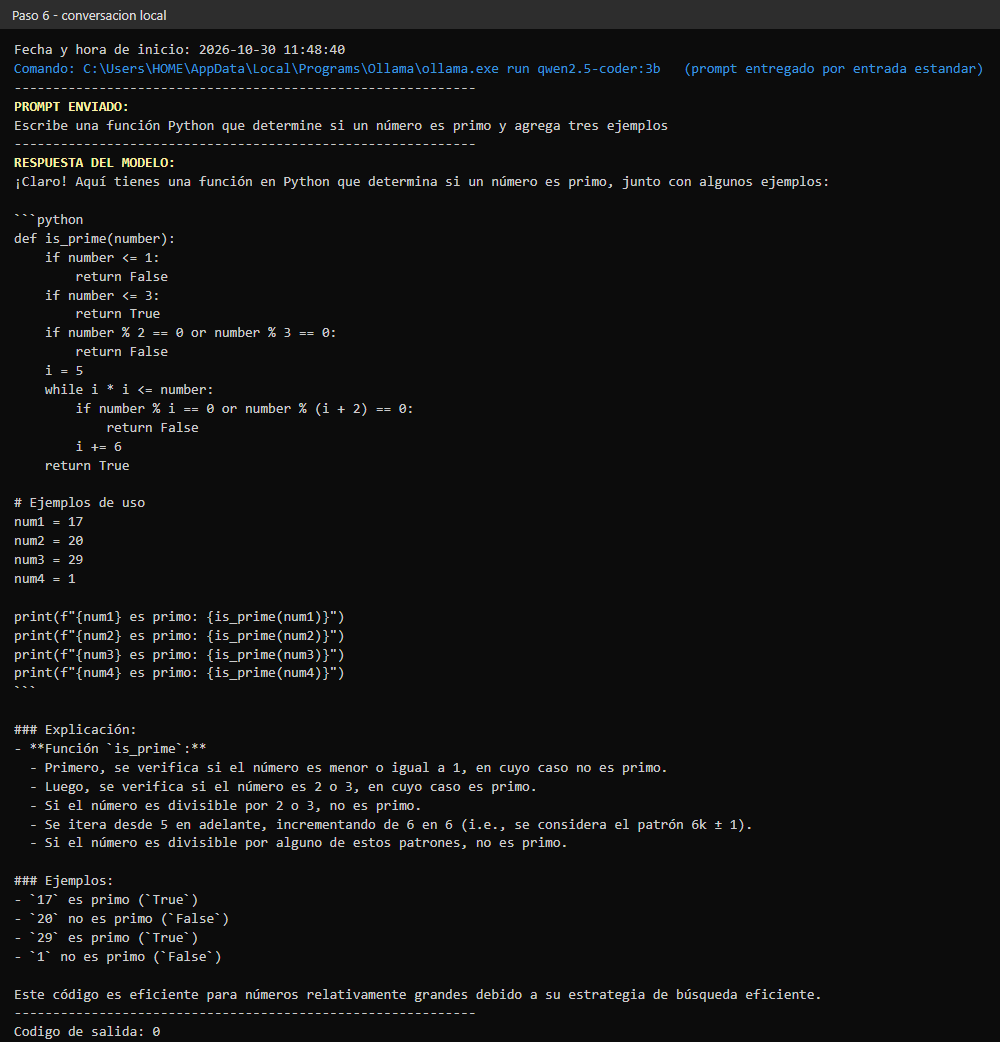 Paso 6 - conversacion local
Fecha y hora de inicio: 2026-10-30 11:48:40
Comando: C:\Users\HOME\AppData\Local\Programs\Ollama\ollama.exe run qwen2.5-coder:3b   (prompt entregado por entrada estandar)
------------------------------------------------------------
PROMPT ENVIADO:
Escribe una función Python que determine si un número es primo y agrega tres ejemplos
------------------------------------------------------------
RESPUESTA DEL MODELO:
¡Claro! Aquí tienes una función en Python que determina si un número es primo, junto con algunos ejemplos:

```python
def is_prime(number):
    if number <= 1:
        return False
    if number <= 3:
        return True
    if number % 2 == 0 or number % 3 == 0:
        return False
    i = 5
    while i * i <= number:
        if number % i == 0 or number % (i + 2) == 0:
            return False
        i += 6
    return True

# Ejemplos de uso
num1 = 17
num2 = 20
num3 = 29
num4 = 1

print(f"{num1} es primo: {is_prime(num1)}")
print(f"{num2} es primo: {is_prime(num2)}")
print(f"{num3} es primo: {is_prime(num3)}")
print(f"{num4} es primo: {is_prime(num4)}")
```

### Explicación:
- **Función `is_prime`:**
  - Primero, se verifica si el número es menor o igual a 1, en cuyo caso no es primo.
  - Luego, se verifica si el número es 2 o 3, en cuyo caso es primo.
  - Si el número es divisible por 2 o 3, no es primo.
  - Se itera desde 5 en adelante, incrementando de 6 en 6 (i.e., se considera el patrón 6k ± 1).
  - Si el número es divisible por alguno de estos patrones, no es primo.

### Ejemplos:
- `17` es primo (`True`)
- `20` no es primo (`False`)
- `29` es primo (`True`)
- `1` no es primo (`False`)

Este código es eficiente para números relativamente grandes debido a su estrategia de búsqueda eficiente.
------------------------------------------------------------
Codigo de salida: 0